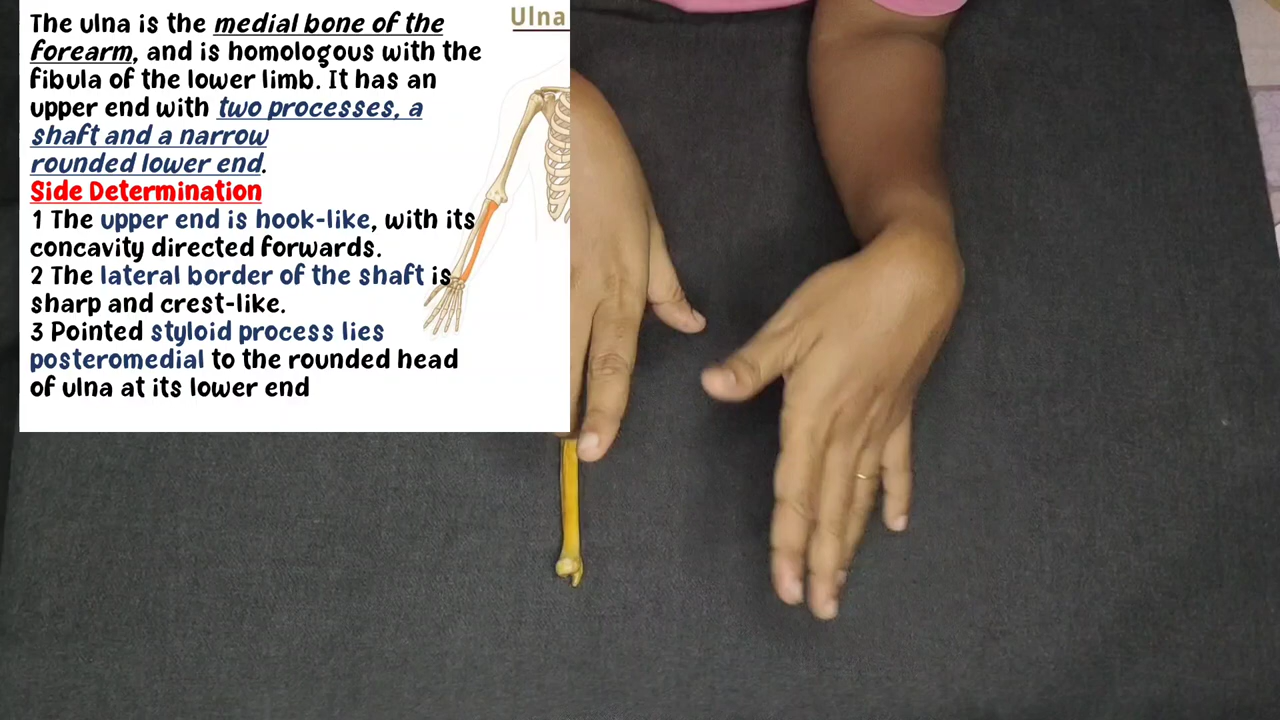 The ulna is the medial bone of the
forearm, and is homologous with the
fibula of the lower limb. It has an
upper end with two processes, a
shaft and a narrow
rounded lower end.
Side Determination
1 The upper end is hook-like, with its
concavity directed forwards.
2 The lateral border of the shaft is
sharp and crest-like.
3 Pointed styloid process lies
posteromedial to the rounded head
of ulna at its lower end
Ulna